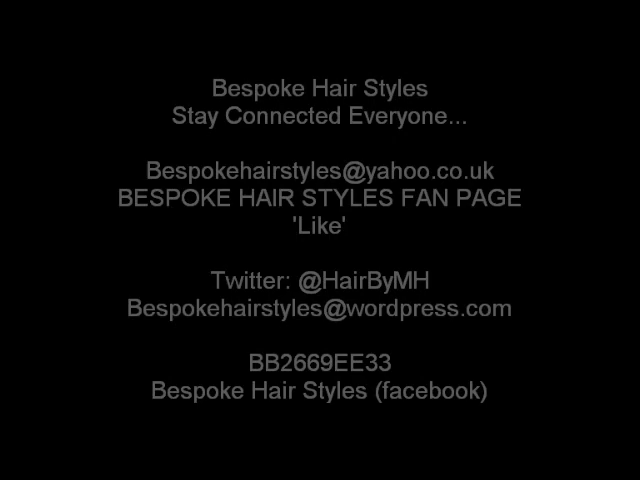 Bespoke Hair Styles
Stay Connected Everyone...
Bespokehairstyles@yahoo.co.uk
BESPOKE HAIR STYLES FAN PAGE
'Like'
Twitter: @HairByMH
Bespokehairstyles@wordpress.com
BB2669EE33
Bespoke Hair Styles (facebook)